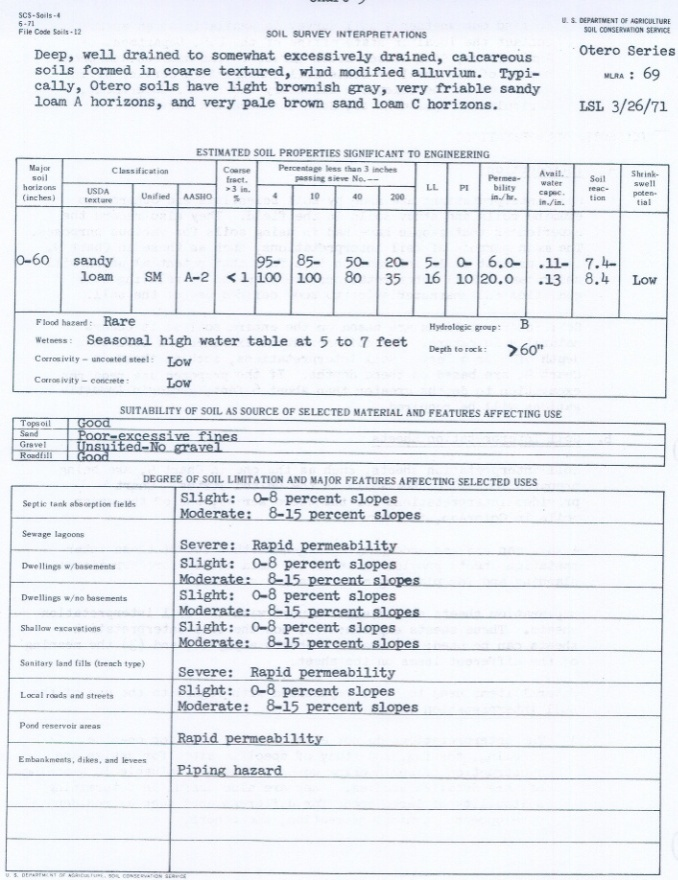 SCS-Soils-4
6-71
File Code Soils-12
SOIL SURVEY INTERPRETATIONS
U. S. DEPARTMENT OF AGRICULTURE
SOIL CONSERVATION SERVICE
Deep, well drained to somewhat excessively drained, calcareous
soils formed in coarse textured, wind modified alluvium. Typi-
cally, Otero soils have light brownish gray, very friable sandy
loam A horizons, and very pale brown sand loam C horizons.
Otero Series
MLRA : 69
LSL 3/26/71
ESTIMATED SOIL PROPERTIES SIGNIFICANT TO ENGINEERING
Major soil horizons (inches) Classification Coarse fract. >3 in. % Percentage less than 3 inches passing sieve No.— LL PI Permea-bility in./hr. Avail. water capac. in./in. Soil reac-tion Shrink-swell poten-tial
USDA texture Unified AASHO 4 10 40 200
0-60 sandy 95- 85- 50- 20- 5- 0- 6.0- .11- 7.4-
loam SM A-2 <1 100 100 80 35 16 10 20.0 .13 8.4 Low
Flood hazard: Rare Hydrologic group: B
Wetness: Seasonal high water table at 5 to 7 feet Depth to rock: >60"
Corrosivity – uncoated steel: Low
Corrosivity – concrete: Low
SUITABILITY OF SOIL AS SOURCE OF SELECTED MATERIAL AND FEATURES AFFECTING USE
Topsoil Good
Sand Poor-excessive fines
Gravel Unsuited-No gravel
Roadfill Good
DEGREE OF SOIL LIMITATION AND MAJOR FEATURES AFFECTING SELECTED USES
Septic tank absorption fields Slight: 0-8 percent slopes
Moderate: 8-15 percent slopes
Sewage lagoons
Severe: Rapid permeability
Dwellings w/basements Slight: 0-8 percent slopes
Moderate: 8-15 percent slopes
Dwellings w/no basements Slight: 0-8 percent slopes
Moderate: 8-15 percent slopes
Shallow excavations Slight: 0-8 percent slopes
Moderate: 8-15 percent slopes
Sanitary land fills (trench type)
Severe: Rapid permeability
Local roads and streets Slight: 0-8 percent slopes
Moderate: 8-15 percent slopes
Pond reservoir areas
Rapid permeability
Embankments, dikes, and levees
Piping hazard
U. S. DEPARTMENT OF AGRICULTURE, SOIL CONSERVATION SERVICE